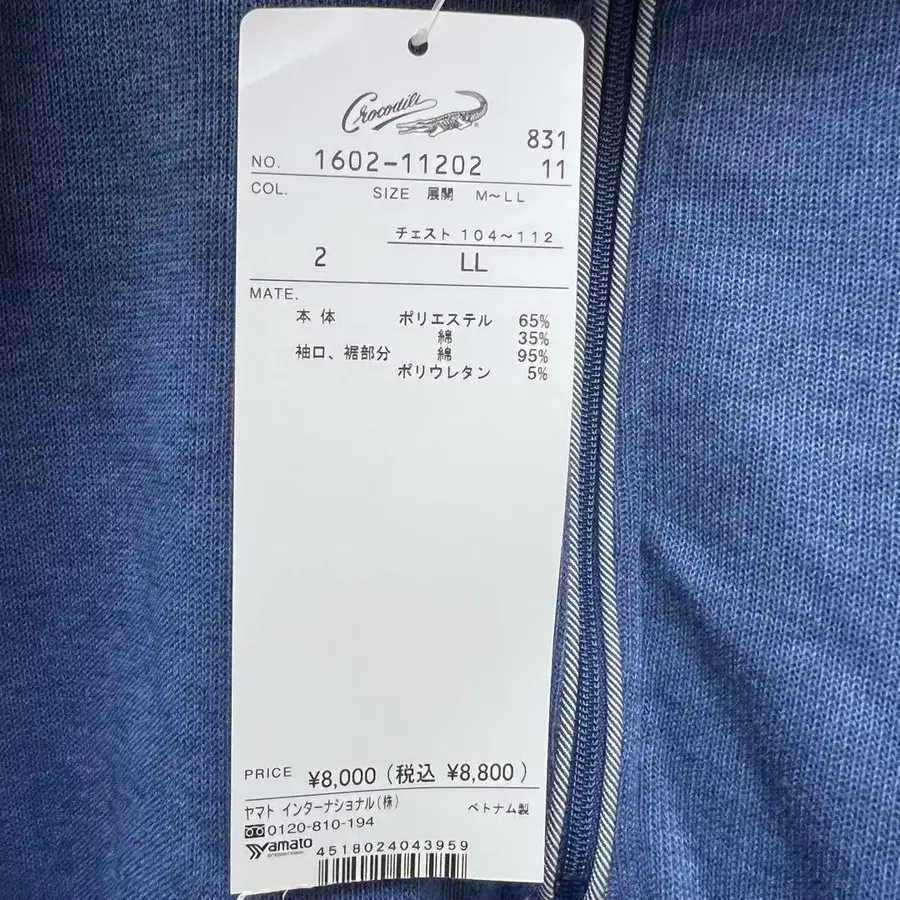 Crocodile
831
NO. 1602-11202 11
COL. SIZE 展開 M~LL
チェスト 104~112
2 LL
MATE.
本体 ポリエステル 65%
綿 35%
袖口、裾部分 綿 95%
ポリウレタン 5%
PRICE ¥8,000 (税込 ¥8,800)
ヤマト インターナショナル(株) ベトナム製
0120-810-194
Yamato
4518024043959